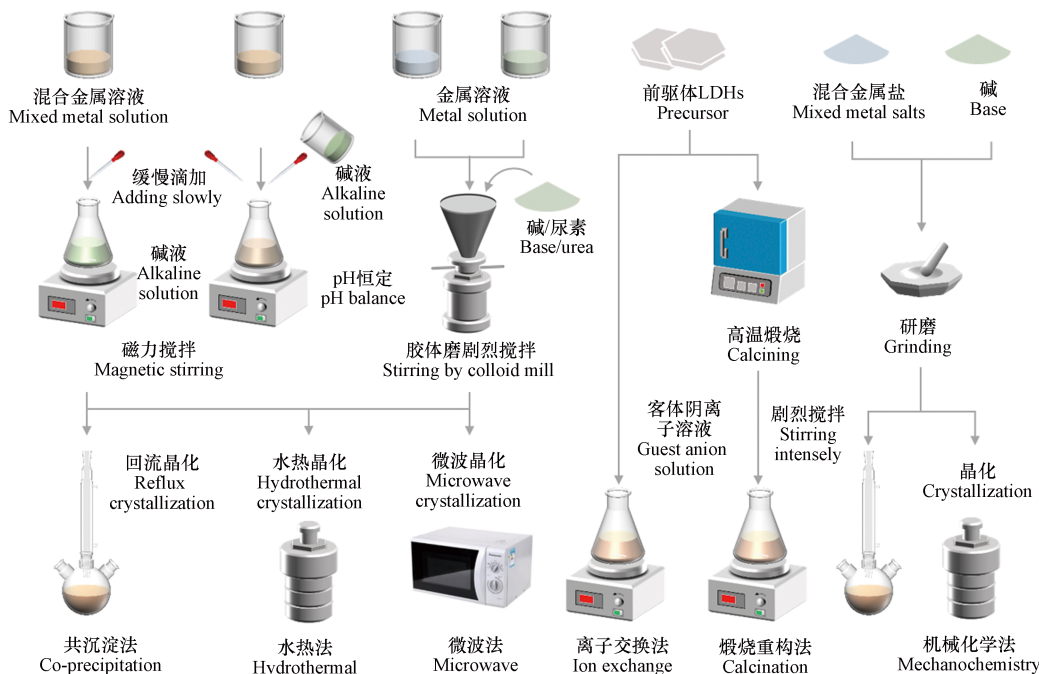 混合金属溶液
Mixed metal solution
金属溶液
Metal solution
前驱体LDHs
Precursor
混合金属盐
Mixed metal salts
碱
Base
缓慢滴加
Adding slowly
碱液
Alkaline
solution
碱液
Alkaline
solution
pH恒定
pH balance
碱/尿素
Base/urea
磁力搅拌
Magnetic stirring
胶体磨剧烈搅拌
Stirring by colloid mill
高温煅烧
Calcining
研磨
Grinding
回流晶化
Reflux
crystallization
水热晶化
Hydrothermal
crystallization
微波晶化
Microwave
crystallization
客体阴离
子溶液
Guest anion
solution
剧烈搅拌
Stirring
intensely
晶化
Crystallization
共沉淀法
Co-precipitation
水热法
Hydrothermal
微波法
Microwave
离子交换法
Ion exchange
煅烧重构法
Calcination
机械化学法
Mechanochemistry